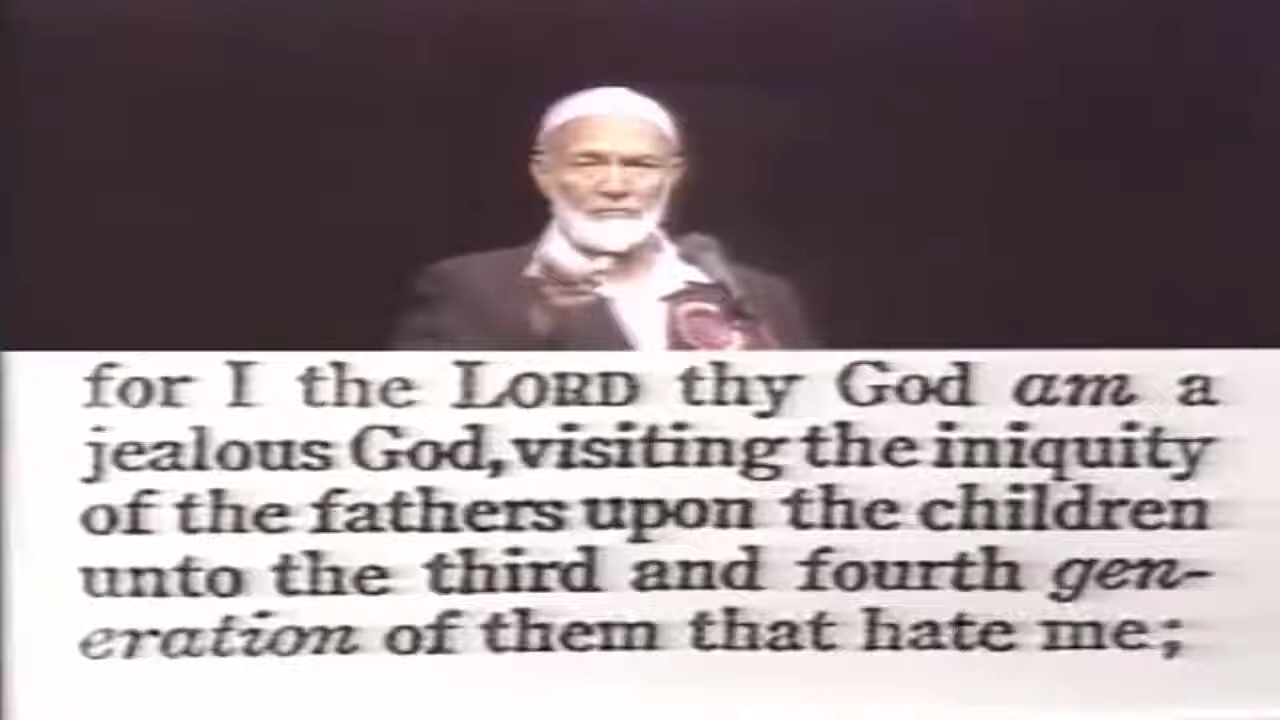 for I the LORD thy God am a
jealous God, visiting the iniquity
of the fathers upon the children
unto the third and fourth gen-
eration of them that hate me;